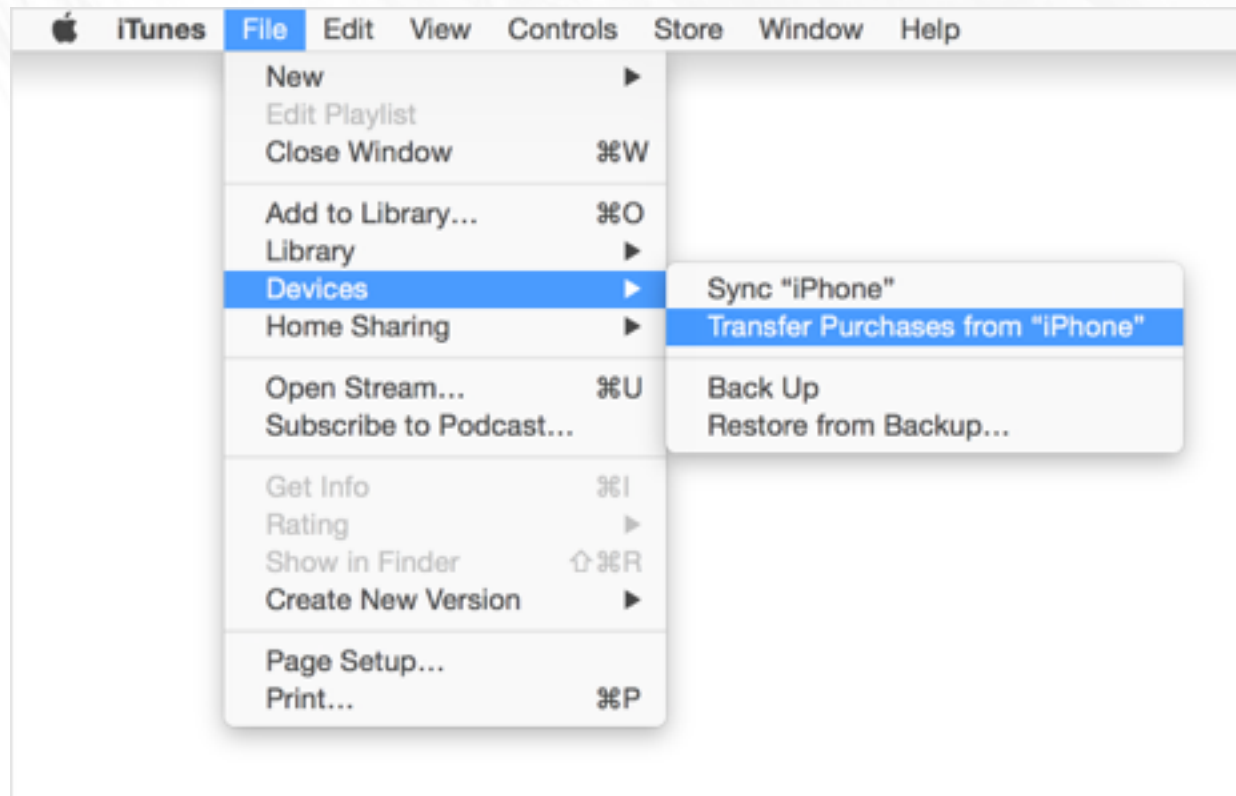 iTunes File Edit View Controls Store Window Help
New
Edit Playlist
Close Window ⌘W
Add to Library... ⌘O
Library
Devices
Home Sharing
Open Stream... ⌘U
Subscribe to Podcast...
Get Info ⌘I
Rating
Show in Finder ⇧⌘R
Create New Version
Page Setup...
Print... ⌘P
Sync “iPhone”
Transfer Purchases from “iPhone”
Back Up
Restore from Backup...